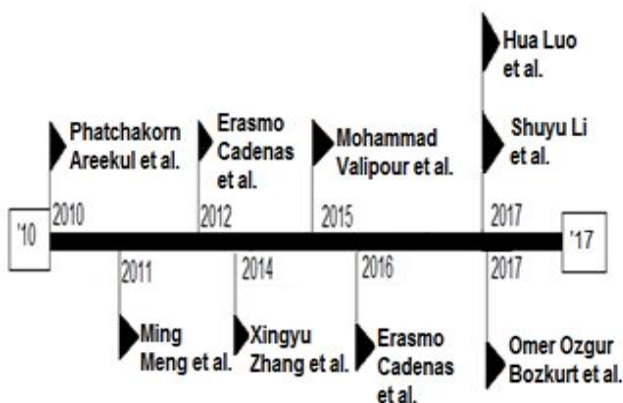 Hua Luo
et al.
Phatchakorn
Areekul et al.
Erasmo
Cadenas
et al.
Mohammad
Valipour et al.
Shuyu Li
et al.
2010
2012
2015
2017
'10
'17
2011
2014
2016
2017
Ming
Meng et al.
Xingyu
Zhang et al.
Erasmo
Cadenas
et al.
Omer Ozgur
Bozkurt et al.